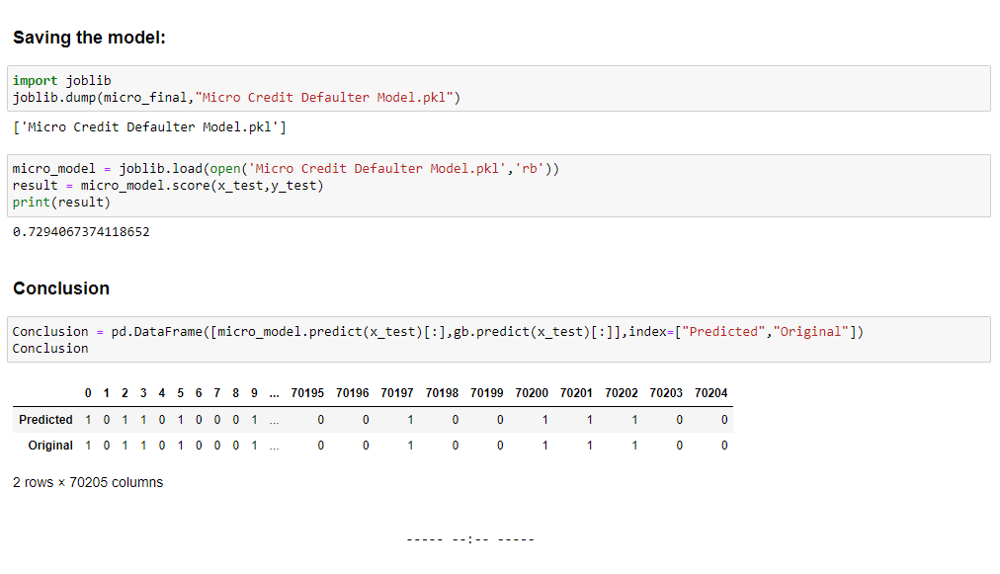 Saving the model:
import joblib
joblib.dump(micro_final,"Micro Credit Defaulter Model.pkl")
['Micro Credit Defaulter Model.pkl']
micro_model = joblib.load(open('Micro Credit Defaulter Model.pkl','rb'))
result = micro_model.score(x_test,y_test)
print(result)
0.7294067374118652
Conclusion
Conclusion = pd.DataFrame([micro_model.predict(x_test)[:],gb.predict(x_test)[:]],index=["Predicted","Original"])
Conclusion
0 1 2 3 4 5 6 7 8 9 ... 70195 70196 70197 70198 70199 70200 70201 70202 70203 70204
Predicted 1 0 1 1 0 1 0 0 0 1 ... 0 0 1 0 0 1 1 1 0 0
Original 1 0 1 1 0 1 0 0 0 1 ... 0 0 1 0 0 1 1 1 0 0
2 rows × 70205 columns
----- --:-- -----